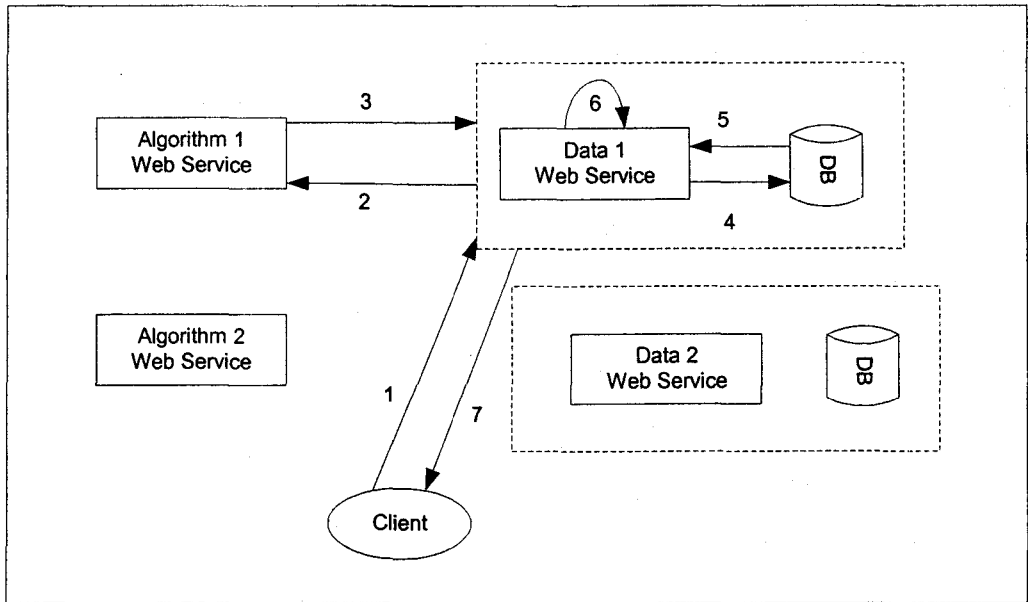 3
6
5
Algorithm 1
Web Service
Data 1
Web Service
DB
2
4
Algorithm 2
Web Service
Data 2
Web Service
DB
1
7
Client